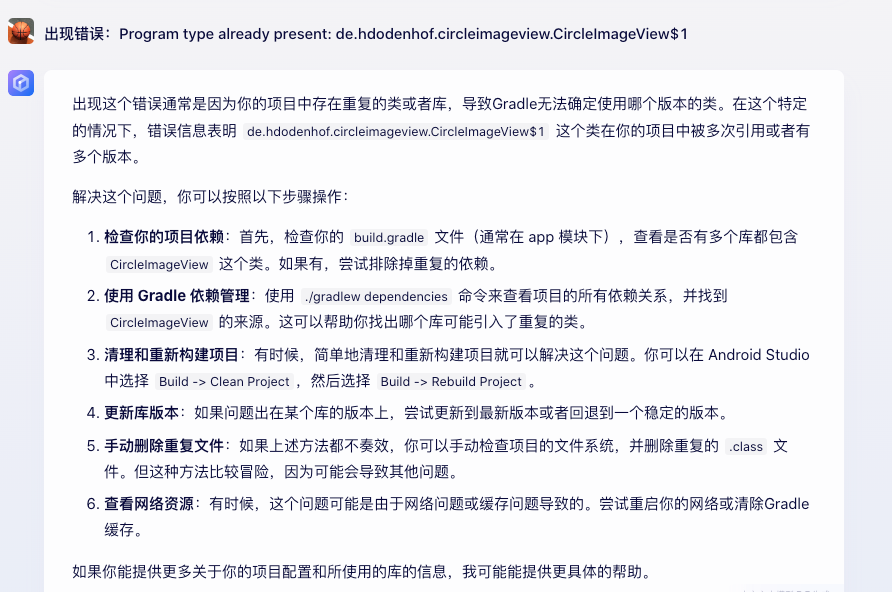 出现错误：Program type already present: de.hdodenhof.circleimageview.CircleImageView$1
出现这个错误通常是因为你的项目中存在重复的类或者库，导致Gradle无法确定使用哪个版本的类。在这个特定
的情况下，错误信息表明 de.hdodenhof.circleimageview.CircleImageView$1 这个类在你的项目中被多次引用或者有
多个版本。
解决这个问题，你可以按照以下步骤操作：
1. 检查你的项目依赖：首先，检查你的 build.gradle 文件（通常在 app 模块下），查看是否有多个库都包含
CircleImageView 这个类。如果有，尝试排除掉重复的依赖。
2. 使用 Gradle 依赖管理：使用 ./gradlew dependencies 命令来查看项目的所有依赖关系，并找到
CircleImageView 的来源。这可以帮助你找出哪个库可能引入了重复的类。
3. 清理和重新构建项目：有时候，简单地清理和重新构建项目就可以解决这个问题。你可以在 Android Studio
中选择 Build -> Clean Project ，然后选择 Build -> Rebuild Project 。
4. 更新库版本：如果问题出在某个库的版本上，尝试更新到最新版本或者回退到一个稳定的版本。
5. 手动删除重复文件：如果上述方法都不奏效，你可以手动检查项目的文件系统，并删除重复的 .class 文
件。但这种方法比较冒险，因为可能会导致其他问题。
6. 查看网络资源：有时候，这个问题可能是由于网络问题或缓存问题导致的。尝试重启你的网络或清除Gradle
缓存。
如果你能提供更多关于你的项目配置和所使用的库的信息，我可能能提供更具体的帮助。